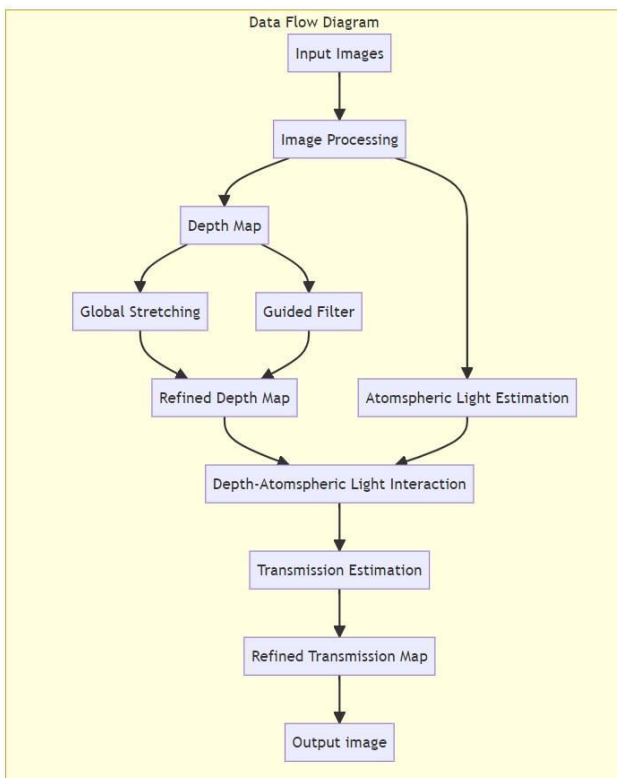 Data Flow Diagram
Input Images
Image Processing
Depth Map
Global Stretching
Guided Filter
Refined Depth Map
Atomspheric Light Estimation
Depth-Atomspheric Light Interaction
Transmission Estimation
Refined Transmission Map
Output image